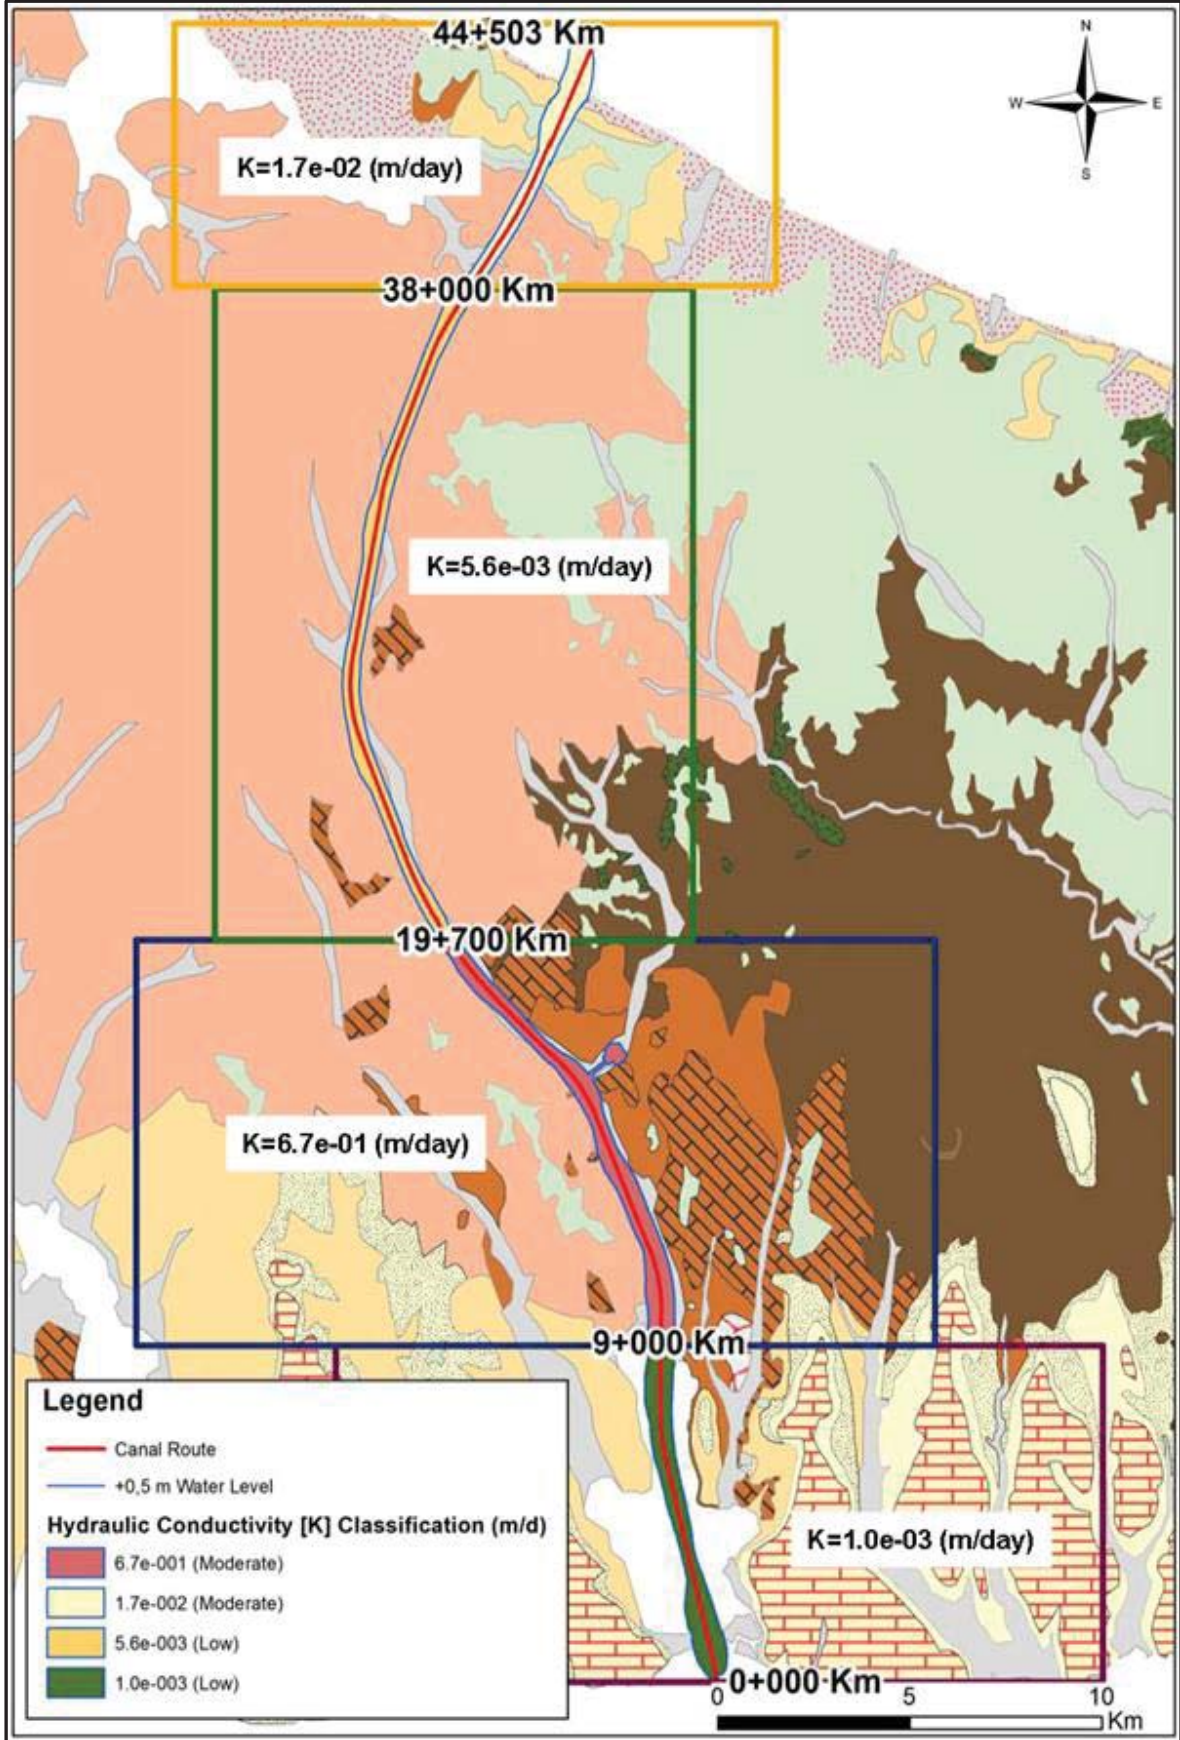 44+503 Km
N
W
E
S
K=1.7e-02 (m/day)
38+000 Km
K=5.6e-03 (m/day)
19+700 Km
K=6.7e-01 (m/day)
9+000 Km
Legend
Canal Route
+0,5 m Water Level
Hydraulic Conductivity [K] Classification (m/d)
6.7e-001 (Moderate)
1.7e-002 (Moderate)
5.6e-003 (Low)
1.0e-003 (Low)
K=1.0e-03 (m/day)
0+000 Km
0 5 10
Km